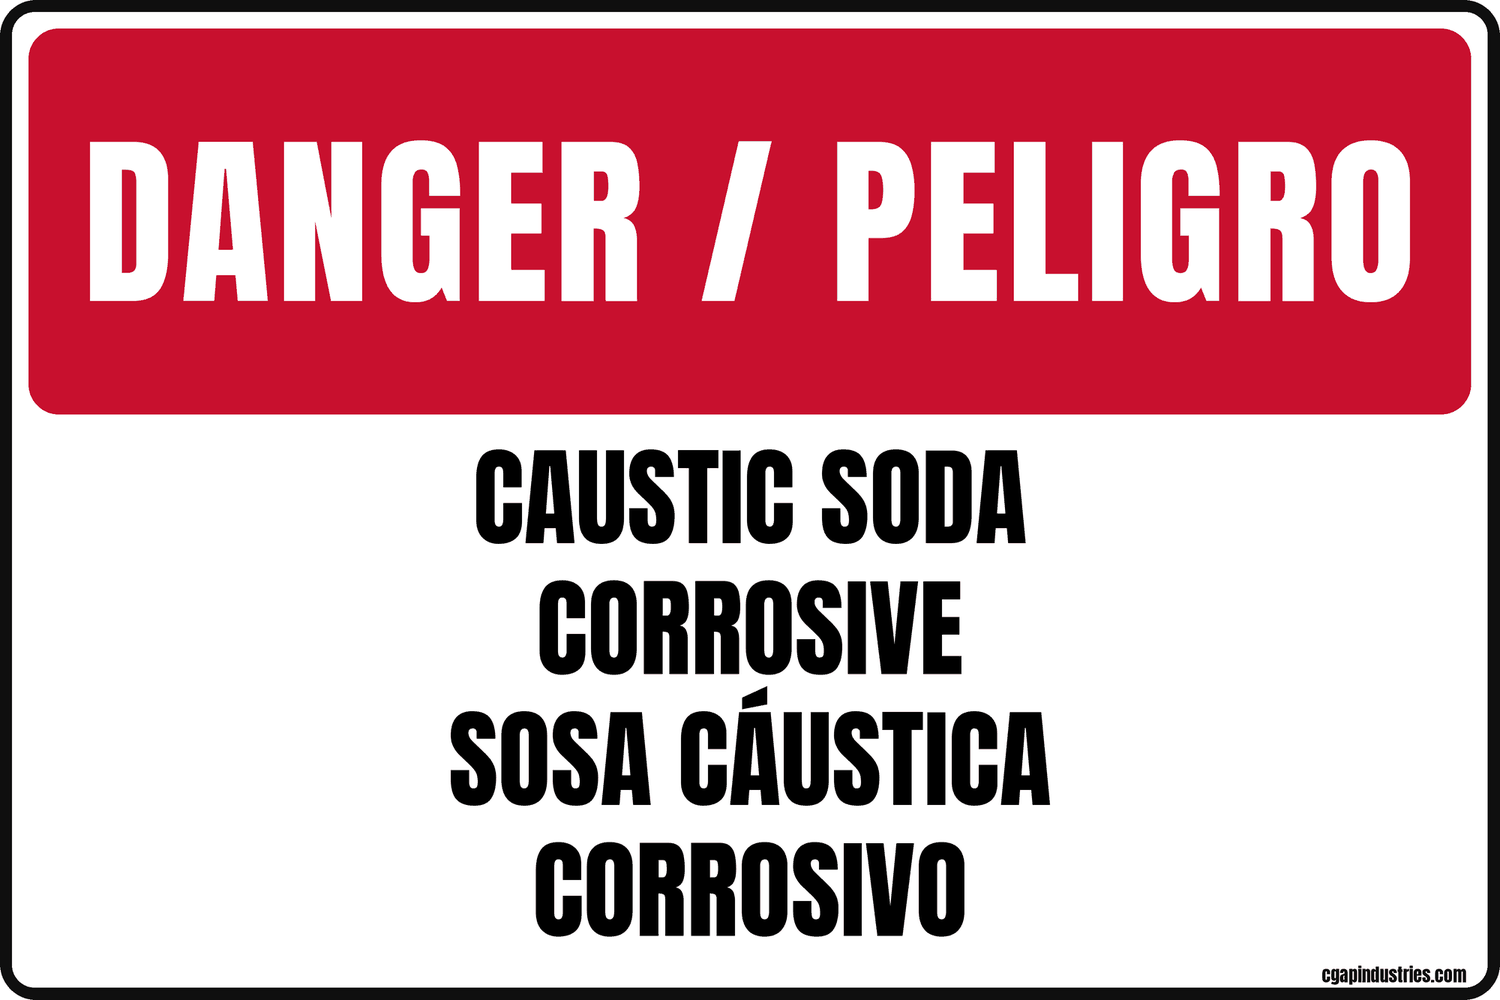 DANGER / PELIGRO
CAUSTIC SODA
CORROSIVE
SOSA CÁUSTICA
CORROSIVO
cgapindustries.com